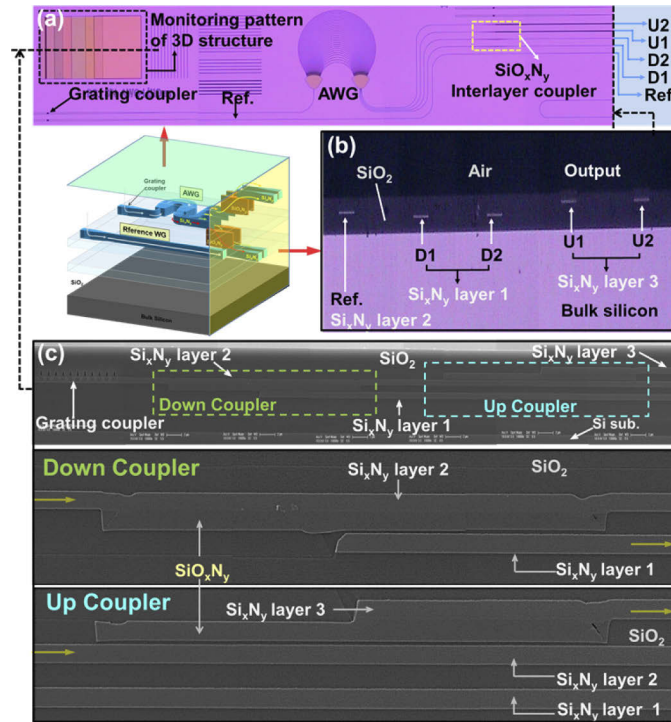 (a)
Monitoring pattern
of 3D structure
Grating coupler
Ref.
AWG
SiOxNy
Interlayer coupler
U2
U1
D2
D1
Ref.
Grating
coupler
AWG
Rference WG
SiO2
Bulk Silicon
(b)
SiO2
Air
Output
D1
D2
U1
U2
Ref.
SixNy layer 1
SixNy layer 3
SixNy layer 2
Bulk silicon
(c)
SixNy layer 2
SiO2
SixNy layer 3
Grating coupler
Down Coupler
Up Coupler
SixNy layer 1
Si sub.
Down Coupler
SixNy layer 2
SiO2
SiOxNy
SixNy layer 1
Up Coupler
SixNy layer 3
SiO2
SixNy layer 2
SixNy layer 1